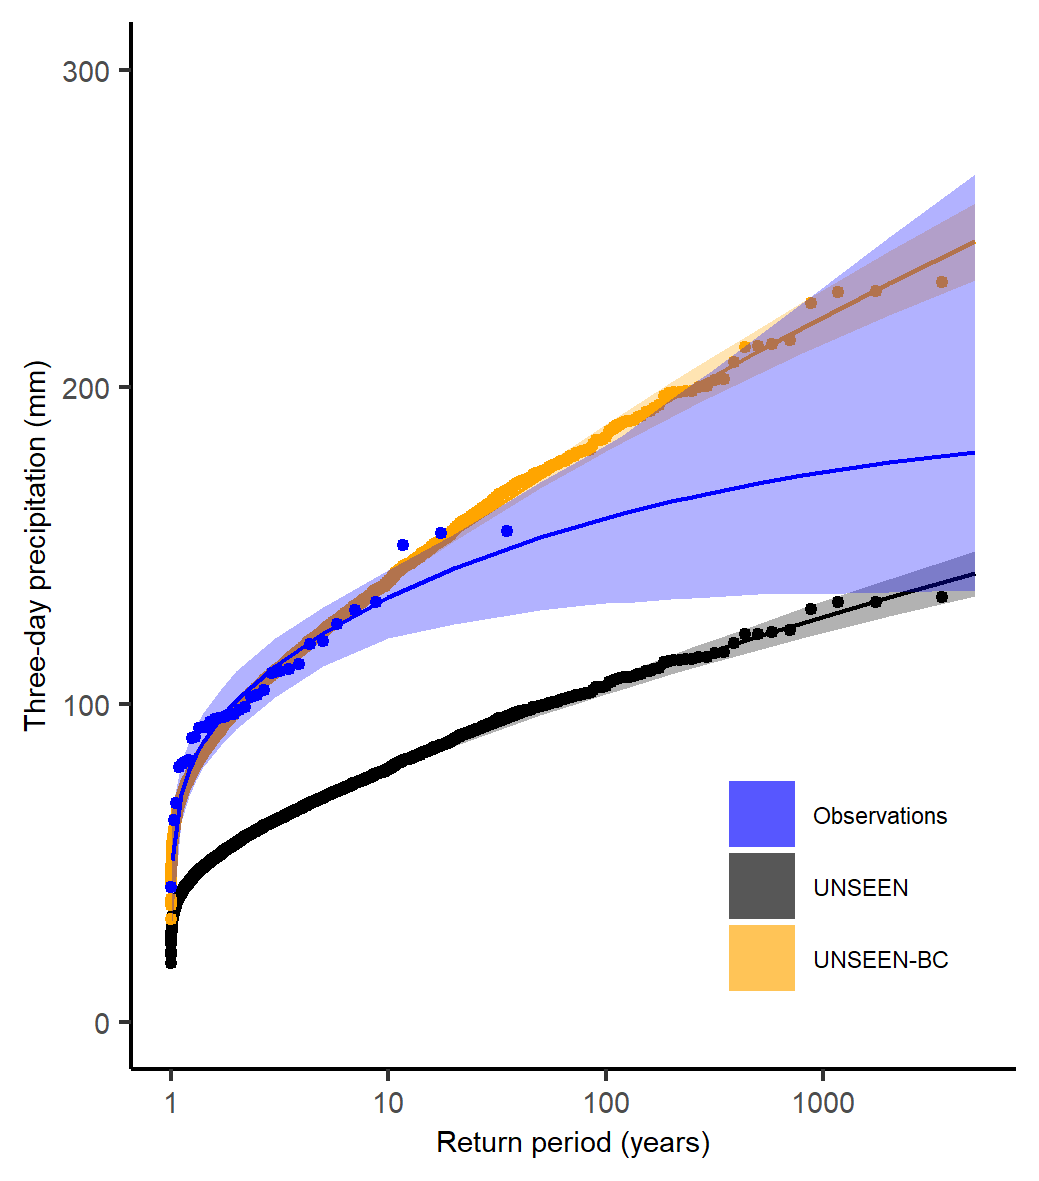 Three-day precipitation (mm)
300
200
100
0
Observations
UNSEEN
UNSEEN-BC
1
10
100
1000
Return period (years)